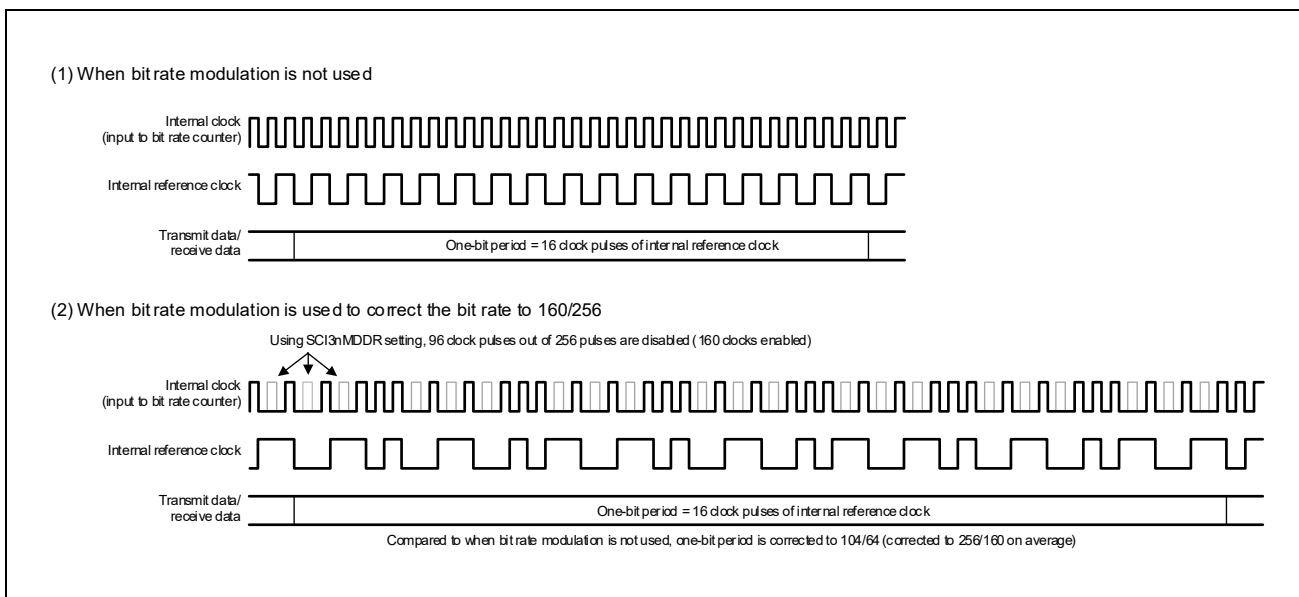 (1) When bit rate modulation is not used
Internal clock
(input to bit rate counter)
Internal reference clock
Transmit data/
receive data
One-bit period = 16 clock pulses of internal reference clock
(2) When bit rate modulation is used to correct the bit rate to 160/256
Using SCI3nMDDR setting, 96 clock pulses out of 256 pulses are disabled (160 clocks enabled)
Internal clock
(input to bit rate counter)
Internal reference clock
Transmit data/
receive data
One-bit period = 16 clock pulses of internal reference clock
Compared to when bit rate modulation is not used, one-bit period is corrected to 104/64 (corrected to 256/160 on average)